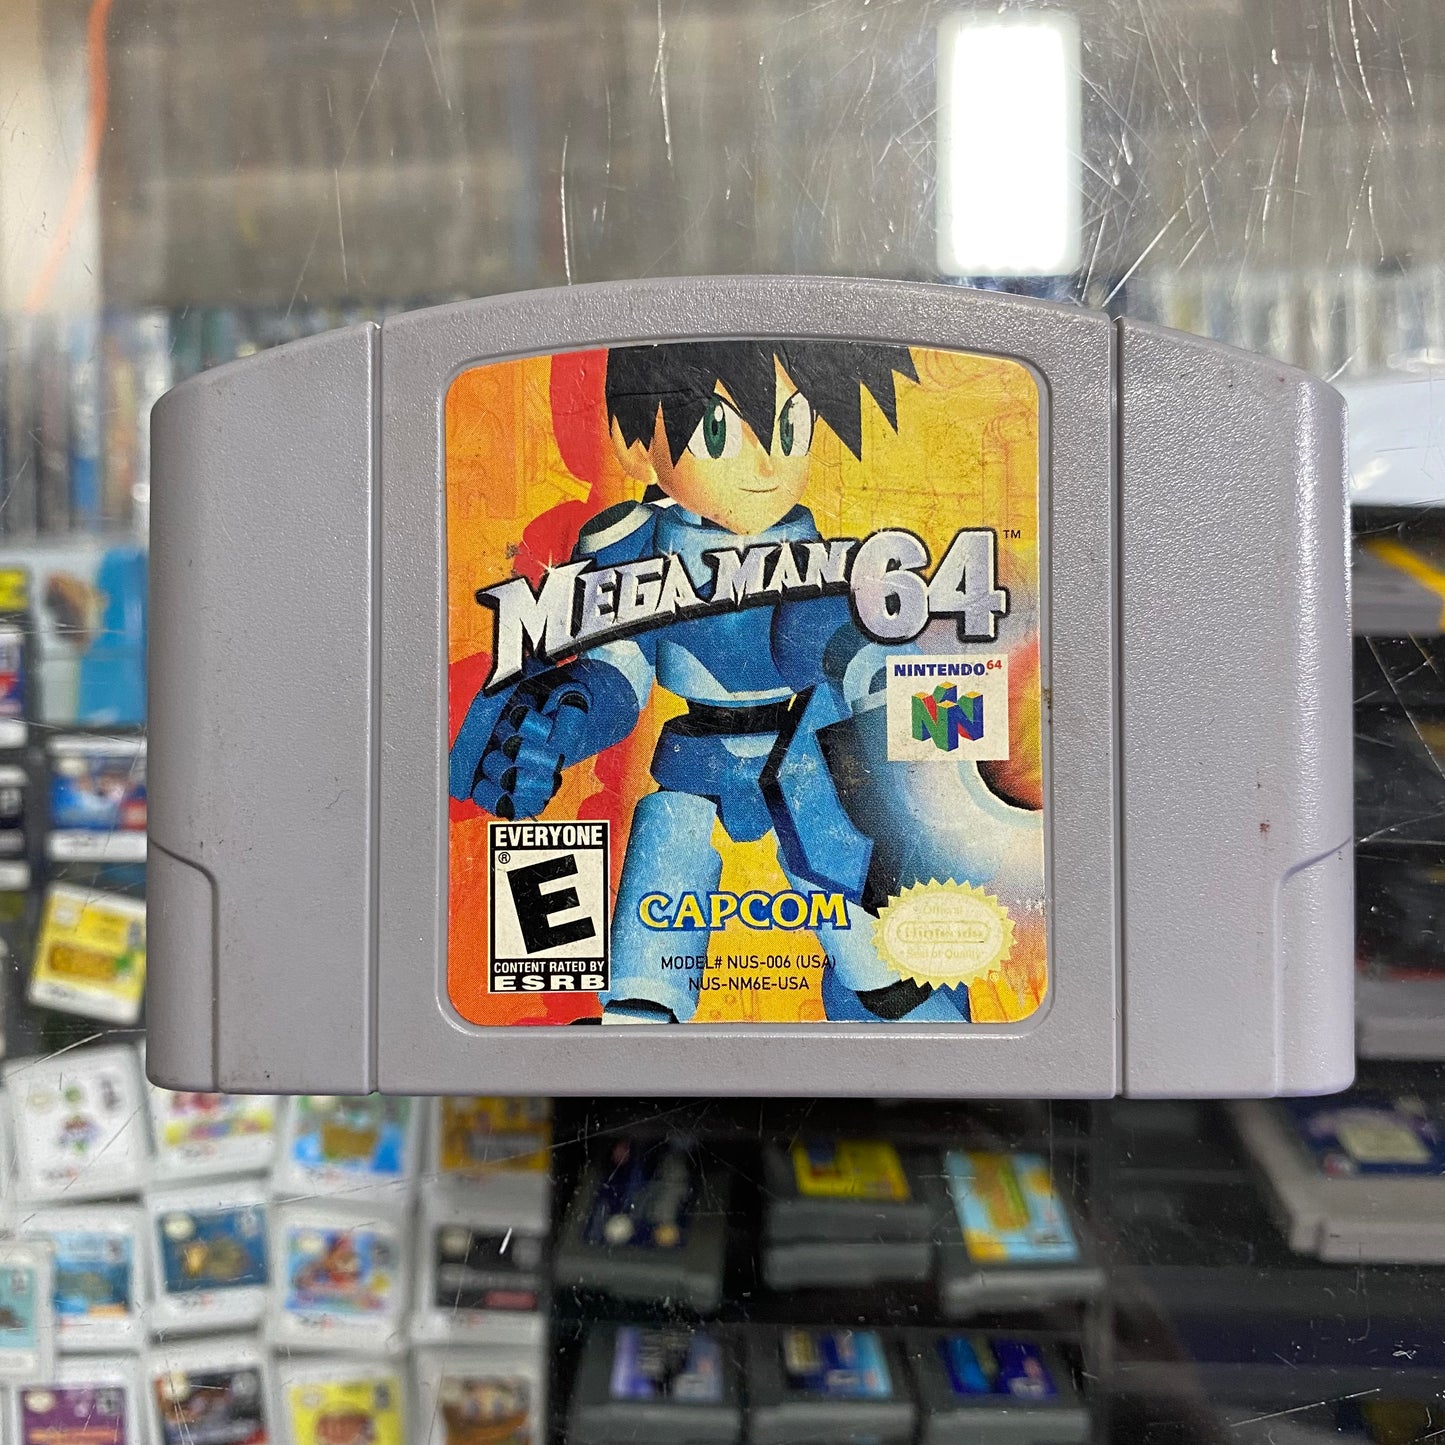 MEGA MAN 64™
NINTENDO 64
EVERYONE
E®
CONTENT RATED BY
ESRB
CAPCOM
MODEL# NUS-006 (USA)
NUS-NM6E-USA
Official
Nintendo
Seal of Quality